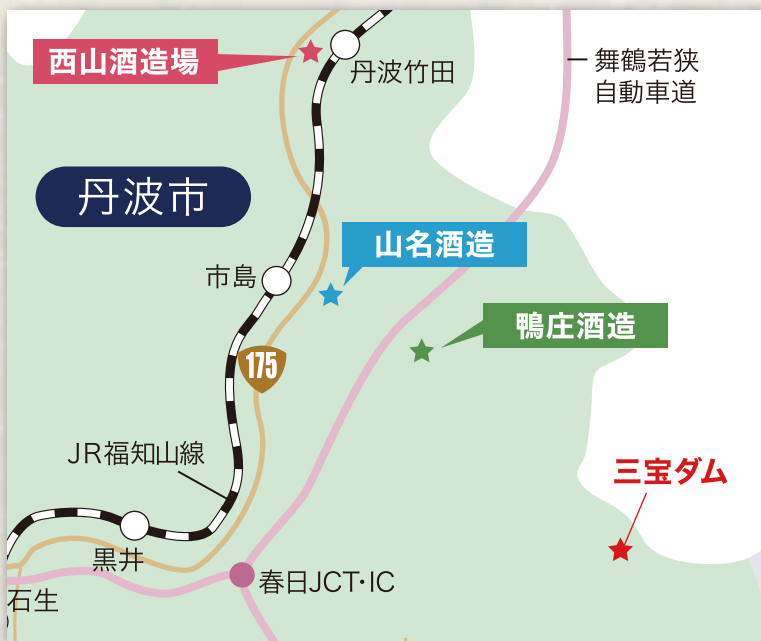 西山酒造場
丹波竹田
舞鶴若狭
自動車道
丹波市
山名酒造
市島
鴨庄酒造
175
JR福知山線
三宝ダム
黒井
春日JCT・IC
石生